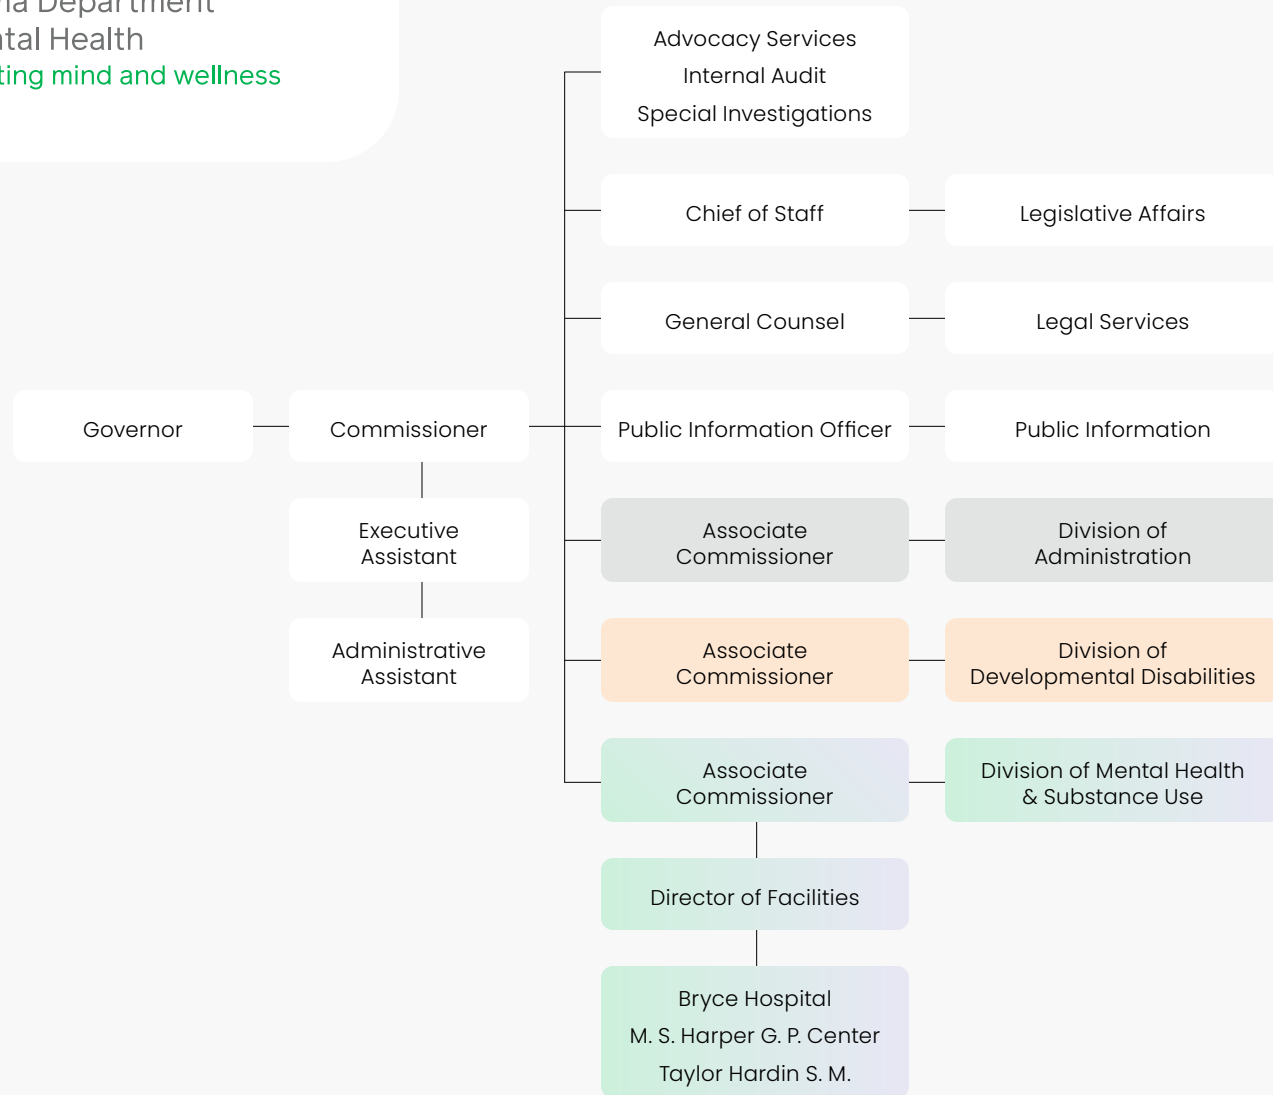 Department
Health
mind and wellness
Advocacy Services
Internal Audit
Special Investigations
Chief of Staff
Legislative Affairs
General Counsel
Legal Services
Governor
Commissioner
Public Information Officer
Public Information
Executive
Assistant
Associate
Commissioner
Division of
Administration
Administrative
Assistant
Associate
Commissioner
Division of
Developmental Disabilities
Associate
Commissioner
Division of Mental Health
& Substance Use
Director of Facilities
Bryce Hospital
M. S. Harper G. P. Center
Taylor Hardin S. M.